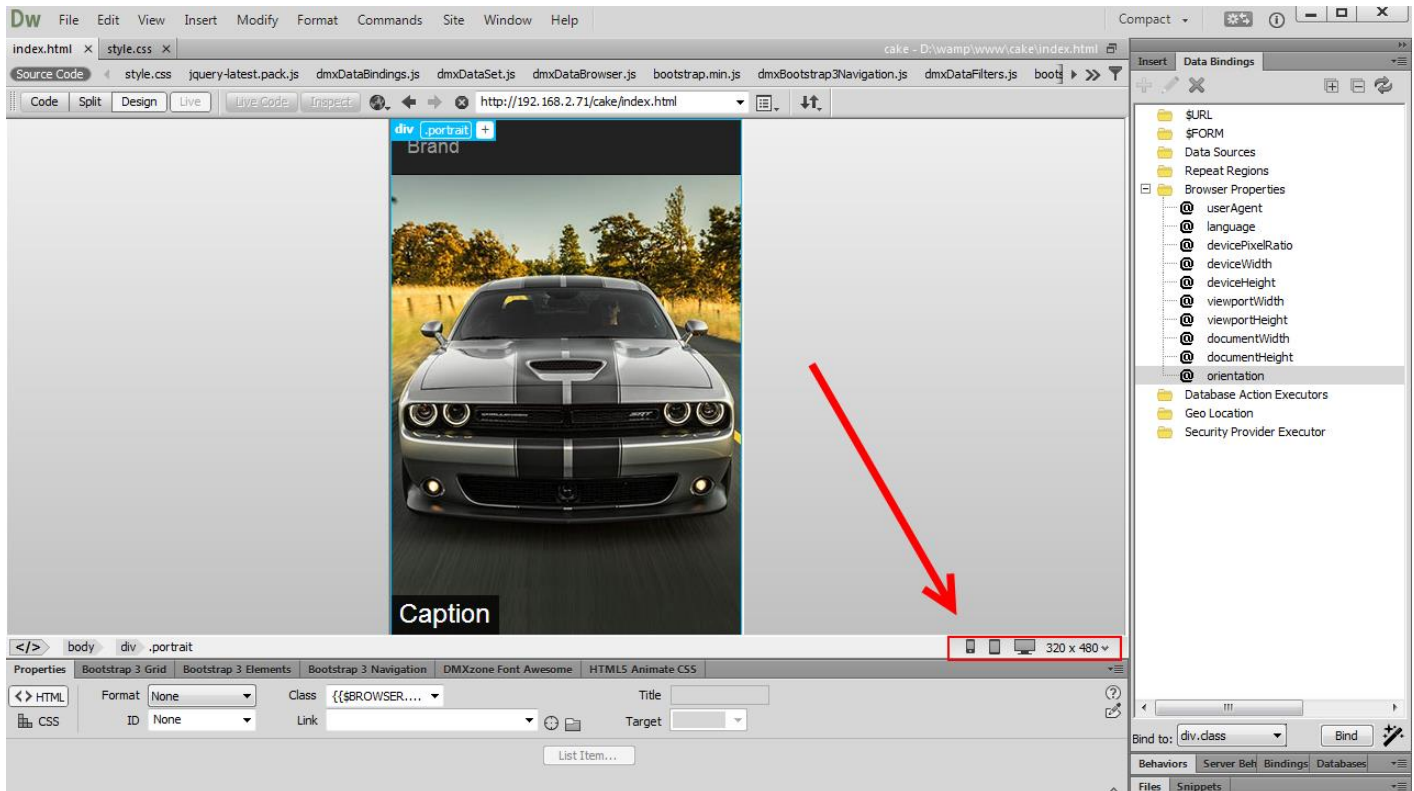 Dw File Edit View Insert Modify Format Commands Site Window Help Compact
index.html × style.css × cake - D:\wamp\www\cake\index.html
Source Code style.css jquery-latest.pack.js dmxDataBindings.js dmxDataSet.js dmxDataBrowser.js bootstrap.min.js dmxBootstrap3Navigation.js dmxDataFilters.js boots
Code Split Design Live Live Code Inspect http://192.168.2.71/cake/index.html
div .portrait +
Brand
SRT
Caption
</> body div .portrait 320 x 480
Properties Bootstrap 3 Grid Bootstrap 3 Elements Bootstrap 3 Navigation DMXzone Font Awesome HTML5 Animate CSS
<> HTML Format None Class {{$BROWSER.... Title
CSS ID None Link Target
List Item...
Insert Data Bindings
$URL
$FORM
Data Sources
Repeat Regions
Browser Properties
@ userAgent
@ language
@ devicePixelRatio
@ deviceWidth
@ deviceHeight
@ viewportWidth
@ viewportHeight
@ documentWidth
@ documentHeight
@ orientation
Database Action Executors
Geo Location
Security Provider Executor
Bind to: div.class Bind
Behaviors Server Beh Bindings Databases
Files Snippets